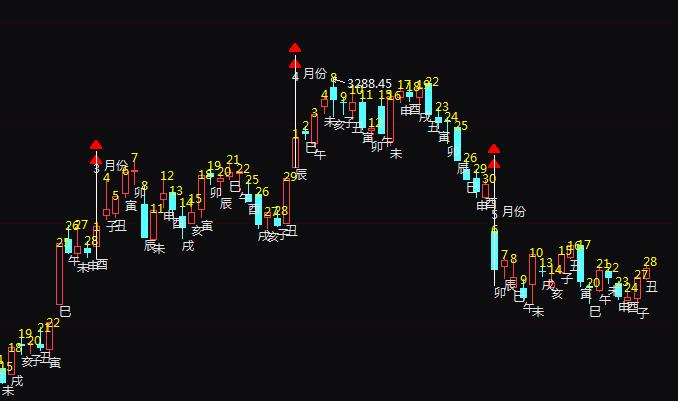 15 未
18 戌
19 亥
20 子
21 丑
22 寅
25 巳
26 午
27 未
28 申
3 月份
1 酉
4 子
5 丑
6 寅
7 卯
8 辰
11 未
12 申
13 酉
14 戌
15 亥
18 寅
19 卯
20 辰
21 巳
22 午
25 酉
26 戌
27 亥
28 子
29 丑
4 月份
1 辰
2 巳
3 午
4 未
3288.45
8 亥
9 子
10 丑
11 寅
12 卯
15 午
16 未
17 申
18 酉
19 戌
22 丑
23 寅
24 卯
25 辰
26 巳
29 申
30 酉
5 月份
6 卯
7 辰
8 巳
9 午
10 未
13 戌
14 亥
15 子
16 丑
17 寅
20 巳
21 午
22 未
23 申
24 酉
27 子
28 丑